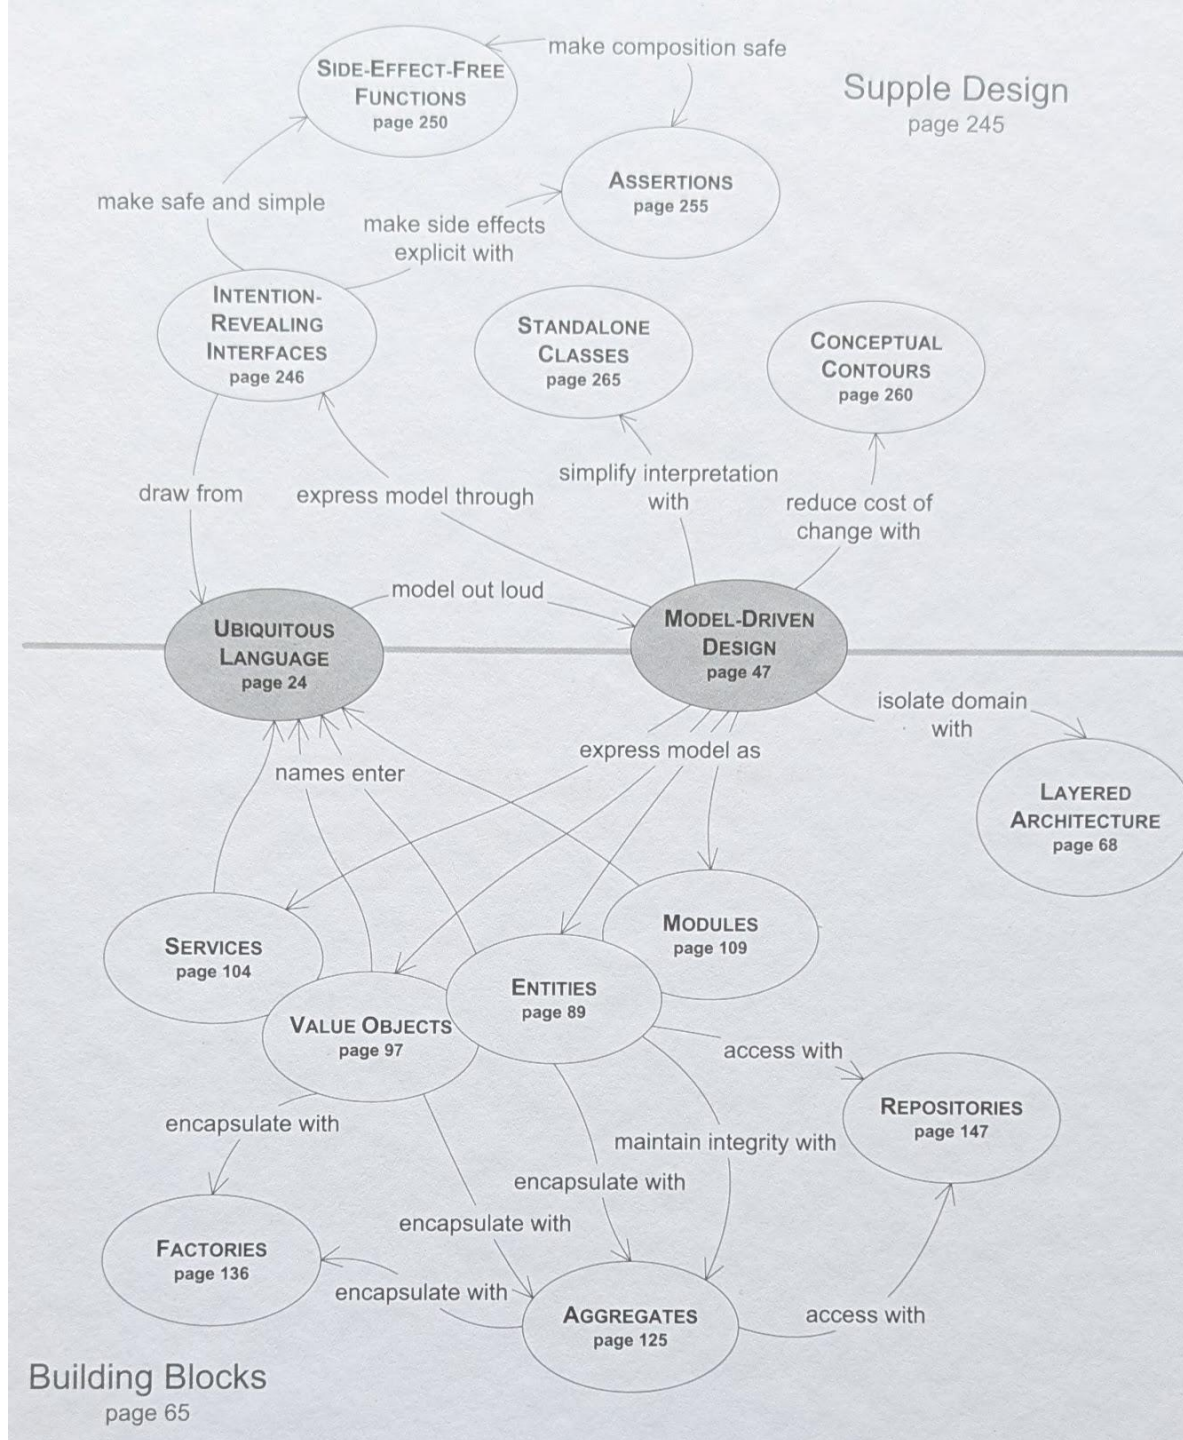 make composition safe
SIDE-EFFECT-FREE
FUNCTIONS
page 250
Supple Design
page 245
ASSERTIONS
page 255
make safe and simple
make side effects
explicit with
INTENTION-
REVEALING
INTERFACES
page 246
STANDALONE
CLASSES
page 265
CONCEPTUAL
CONTOURS
page 260
draw from
express model through
simplify interpretation
with
reduce cost of
change with
model out loud
UBIQUITOUS
LANGUAGE
page 24
MODEL-DRIVEN
DESIGN
page 47
isolate domain
with
express model as
names enter
LAYERED
ARCHITECTURE
page 68
SERVICES
page 104
MODULES
page 109
ENTITIES
page 89
VALUE OBJECTS
page 97
access with
REPOSITORIES
page 147
encapsulate with
maintain integrity with
encapsulate with
encapsulate with
FACTORIES
page 136
encapsulate with
AGGREGATES
page 125
access with
Building Blocks
page 65